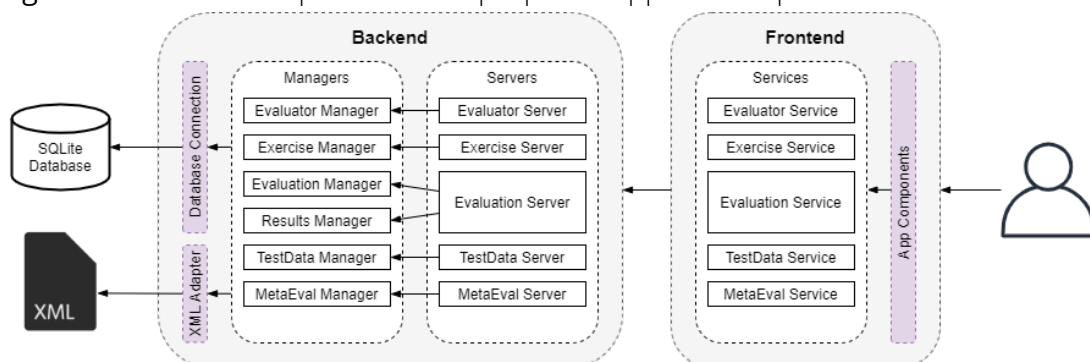 Backend
Frontend
Database Connection
XML Adapter
Managers
Evaluator Manager
Exercise Manager
Evaluation Manager
Results Manager
TestData Manager
MetaEval Manager
Servers
Evaluator Server
Exercise Server
Evaluation Server
TestData Server
MetaEval Server
Services
Evaluator Service
Exercise Service
Evaluation Service
TestData Service
MetaEval Service
App Components
SQLite
Database
XML